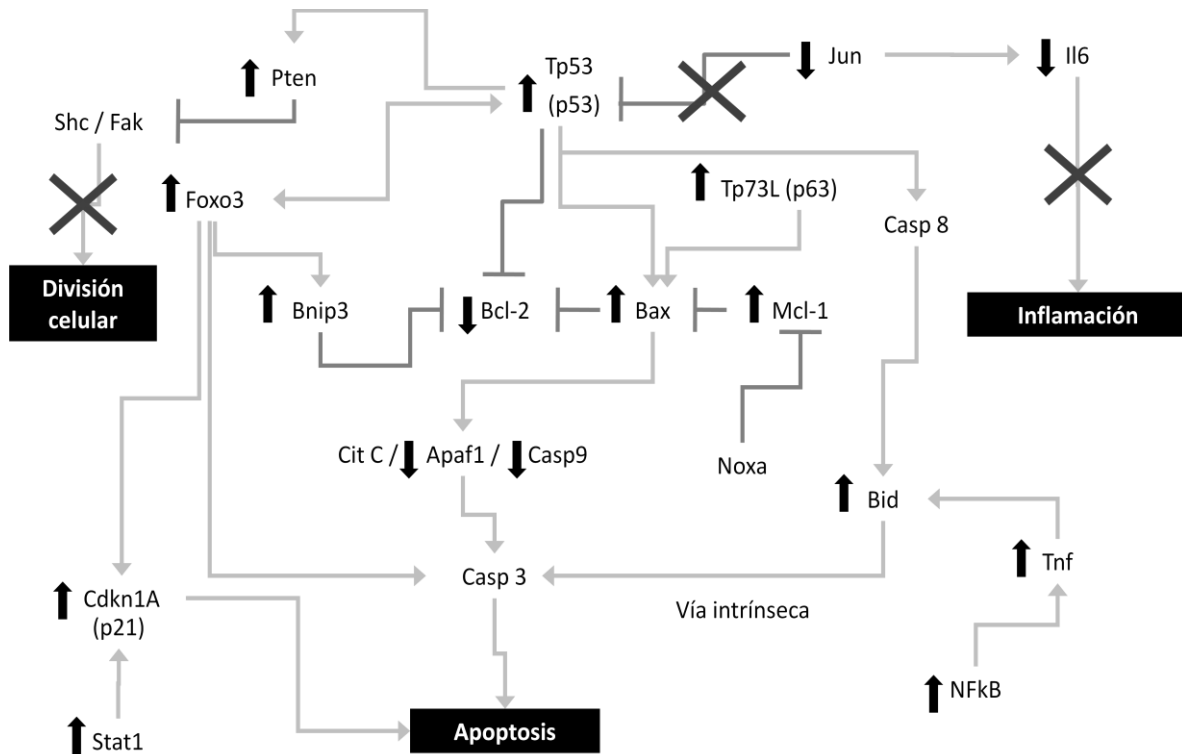 Pten
Tp53
(p53)
Jun
Il6
Shc / Fak
Foxo3
Tp73L (p63)
Casp 8
División
celular
Bnip3
Bcl-2
Bax
Mcl-1
Inflamación
Cit C / Apaf1 / Casp9
Noxa
Bid
Tnf
Casp 3
Cdkn1A
(p21)
Vía intrínseca
NFkB
Stat1
Apoptosis